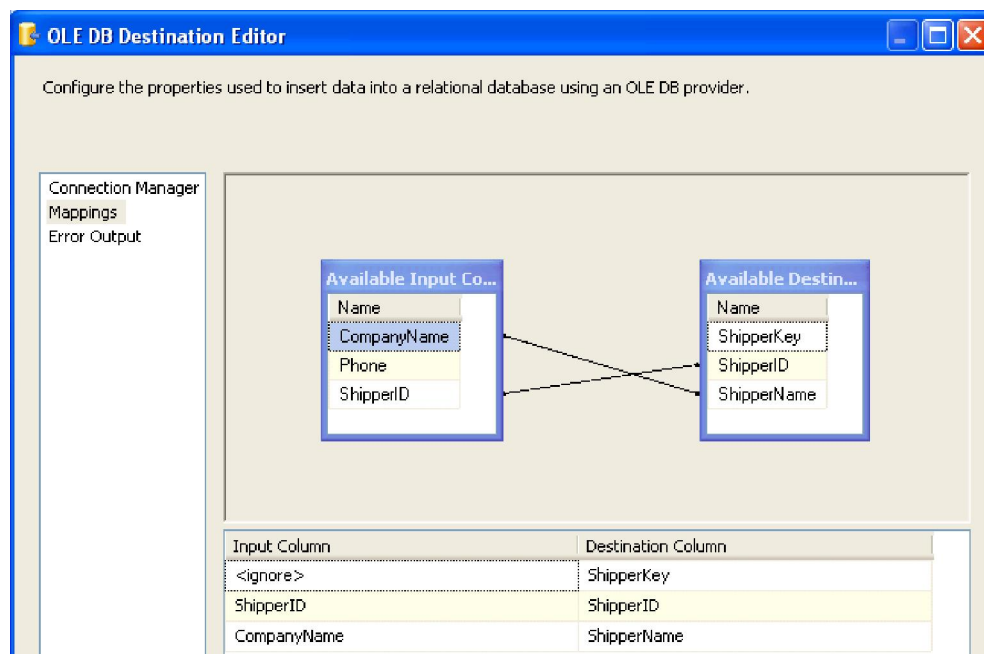 OLE DB Destination Editor
Configure the properties used to insert data into a relational database using an OLE DB provider.
Connection Manager
Mappings
Error Output
Available Input Co...
Name
CompanyName
Phone
ShipperID
Available Destin...
Name
ShipperKey
ShipperID
ShipperName
Input Column Destination Column
<ignore> ShipperKey
ShipperID ShipperID
CompanyName ShipperName